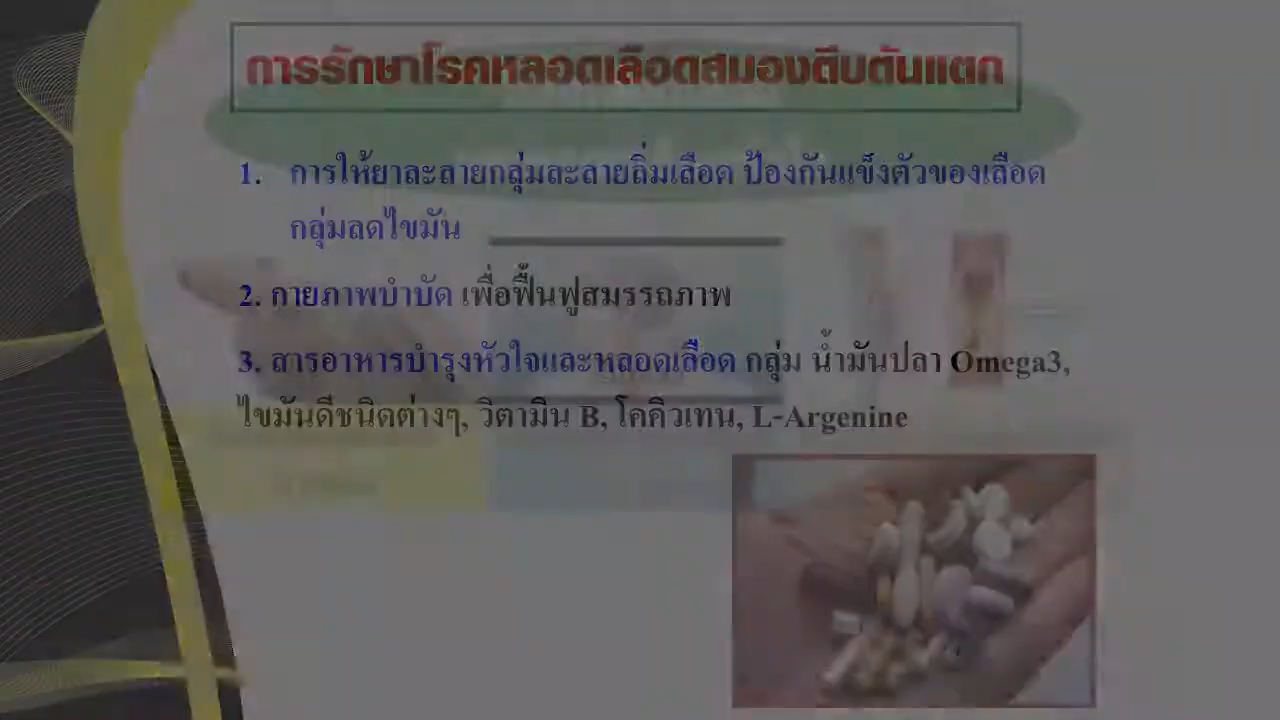 การรักษาโรคหลอดเลือดสมองตีบตันแตก
1. การให้ยาละลายกลุ่มละลายลิ่มเลือด ป้องกันแข็งตัวของเลือด
กลุ่มลดไขมัน
2. กายภาพบำบัด เพื่อฟื้นฟูสมรรถภาพ
3. สารอาหารบำรุงหัวใจและหลอดเลือด กลุ่ม น้ำมันปลา Omega3,
ไขมันดีชนิดต่างๆ, วิตามีน B, โคคิวเทน, L-Argenine